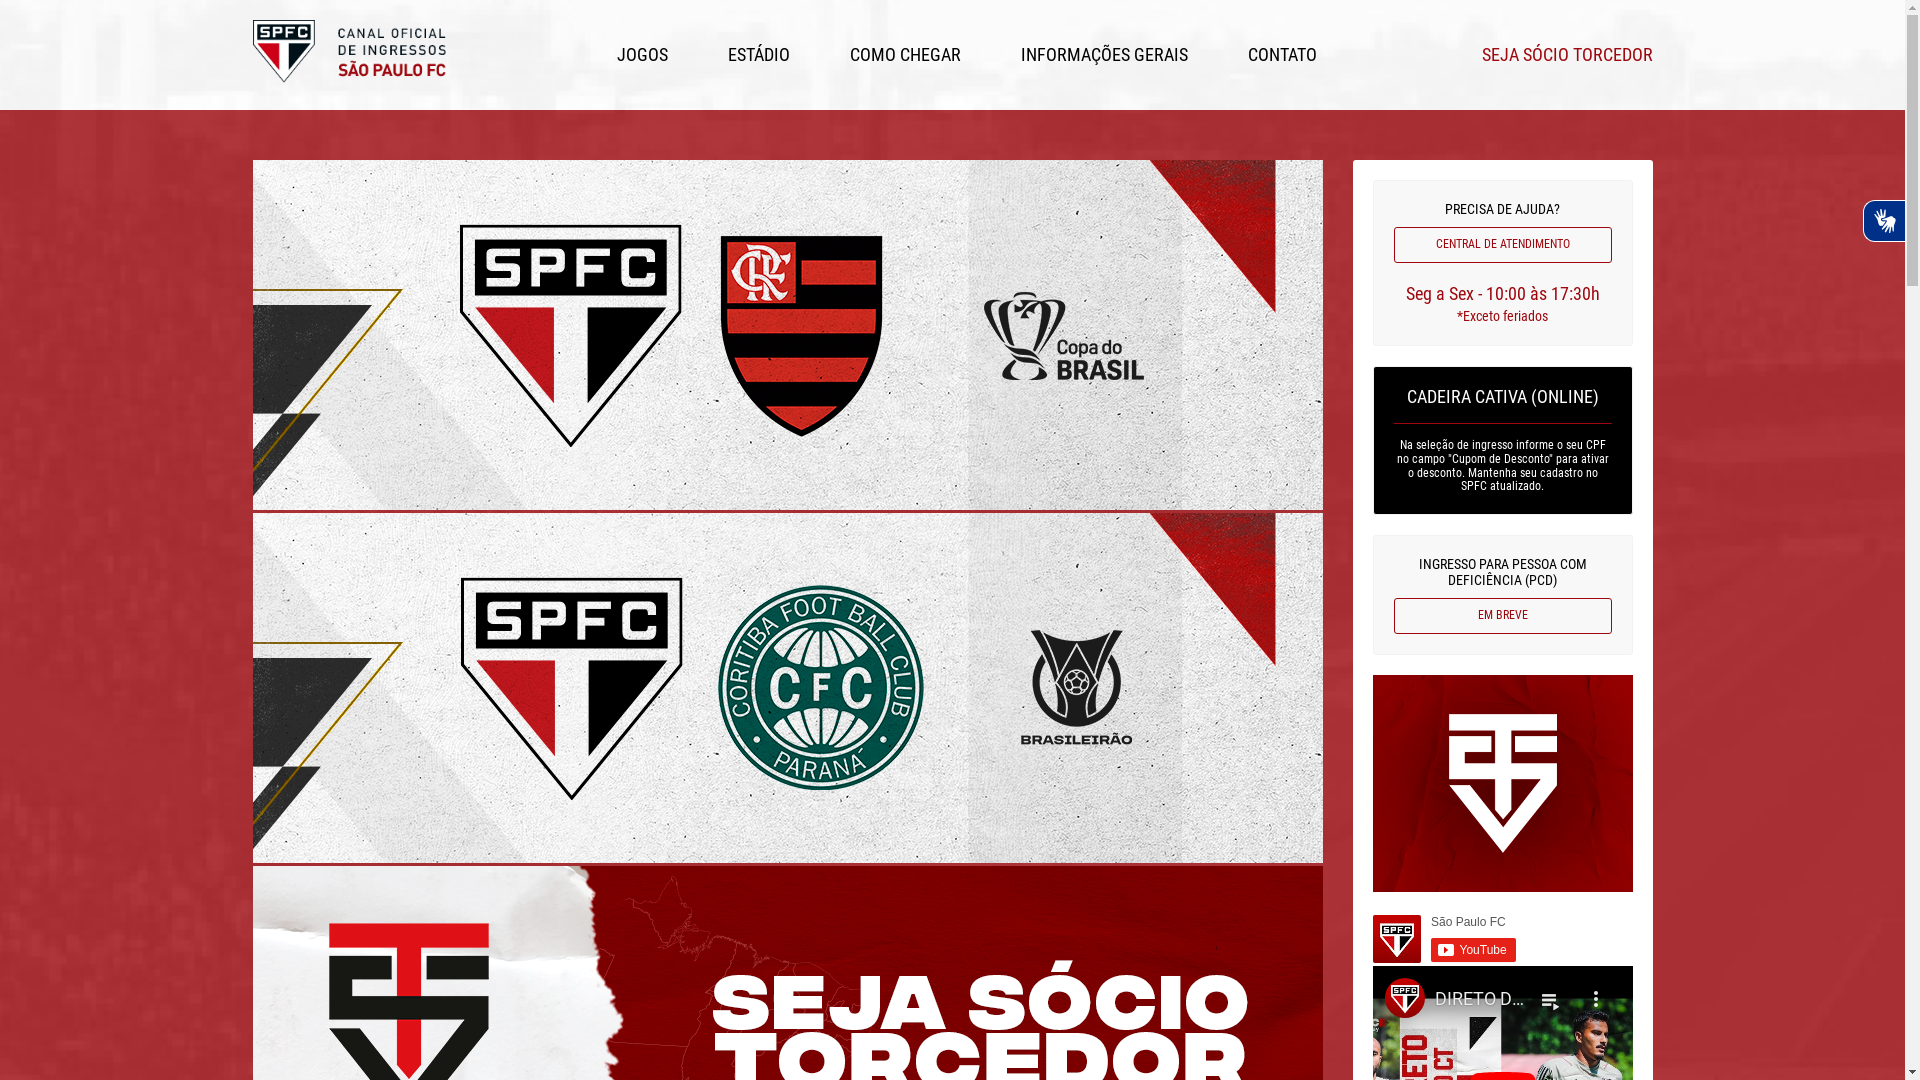 SPFC
CANAL OFICIAL
DE INGRESSOS
SÃO PAULO FC
JOGOS
ESTÁDIO
COMO CHEGAR
INFORMAÇÕES GERAIS
CONTATO
SEJA SÓCIO TORCEDOR
SPFC
CRF
Copa do
BRASIL
SPFC
CORITIBA FOOT BALL CLUB
CFC
PARANÁ
BRASILEIRÃO
SEJA SÓCIO
TORCEDOR
PRECISA DE AJUDA?
CENTRAL DE ATENDIMENTO
Seg a Sex - 10:00 às 17:30h
*Exceto feriados
CADEIRA CATIVA (ONLINE)
Na seleção de ingresso informe o seu CPF
no campo "Cupom de Desconto" para ativar
o desconto. Mantenha seu cadastro no
SPFC atualizado.
INGRESSO PARA PESSOA COM
DEFICIÊNCIA (PCD)
EM BREVE
SPFC
São Paulo FC
YouTube
SPFC
DIRETO D...